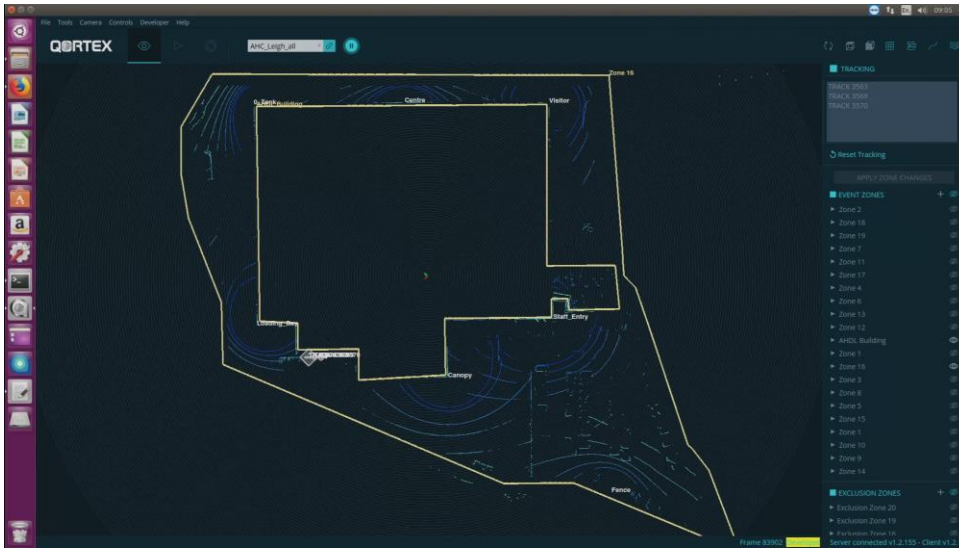 En
09:05
File Tools Camera Controls Developer Help
QORTEX
AHC_Leigh_all
TRACKING
TRACK 3563
TRACK 3569
TRACK 3570
Reset Tracking
APPLY ZONE CHANGES
EVENT ZONES
Zone 2
Zone 18
Zone 19
Zone 7
Zone 11
Zone 17
Zone 4
Zone 6
Zone 13
Zone 12
AHDL Building
Zone 1
Zone 16
Zone 3
Zone 8
Zone 5
Zone 15
Zone 1
Zone 10
Zone 9
Zone 14
EXCLUSION ZONES
Exclusion Zone 20
Exclusion Zone 19
Exclusion Zone 16
Zone 16
Centre
Visitor
Staff_Entry
Canopy
Fence
Frame 83902
Server connected v1.2.155 - Client v1.2.